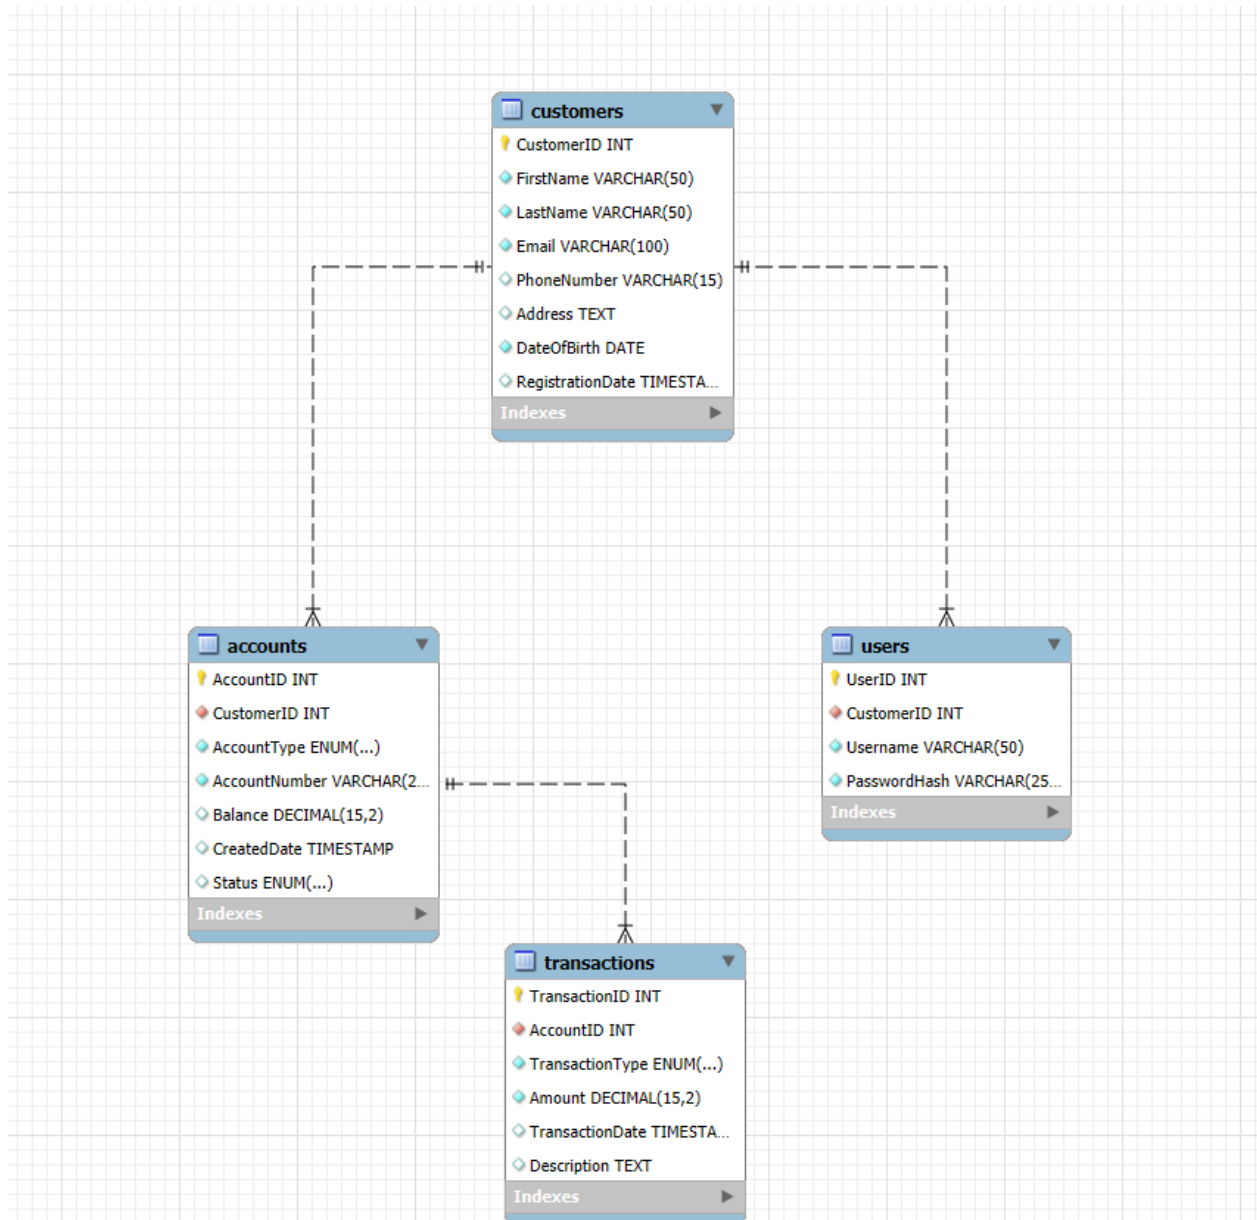 customers
CustomerID INT
FirstName VARCHAR(50)
LastName VARCHAR(50)
Email VARCHAR(100)
PhoneNumber VARCHAR(15)
Address TEXT
DateOfBirth DATE
RegistrationDate TIMESTA...
Indexes
accounts
AccountID INT
CustomerID INT
AccountType ENUM(...)
AccountNumber VARCHAR(2...
Balance DECIMAL(15,2)
CreatedDate TIMESTAMP
Status ENUM(...)
Indexes
users
UserID INT
CustomerID INT
Username VARCHAR(50)
PasswordHash VARCHAR(25...
Indexes
transactions
TransactionID INT
AccountID INT
TransactionType ENUM(...)
Amount DECIMAL(15,2)
TransactionDate TIMESTA...
Description TEXT
Indexes